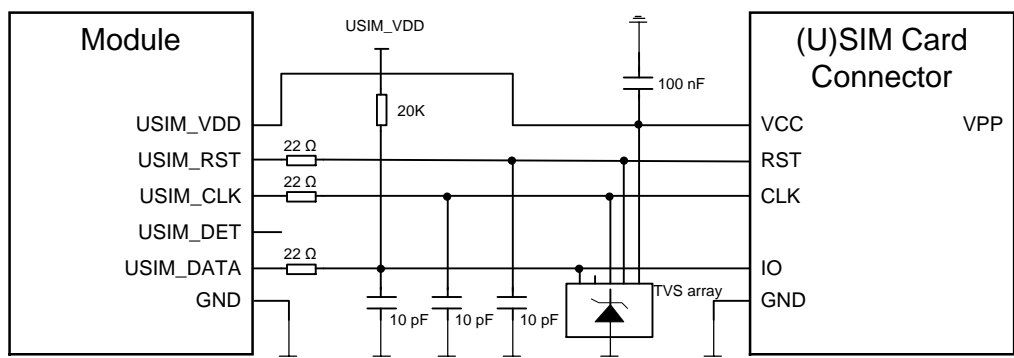 Module
USIM_VDD
(U)SIM Card
Connector
100 nF
20K
USIM_VDD
VCC
VPP
22 Ω
USIM_RST
RST
22 Ω
USIM_CLK
CLK
USIM_DET
22 Ω
USIM_DATA
IO
GND
TVS array
GND
10 pF
10 pF
10 pF